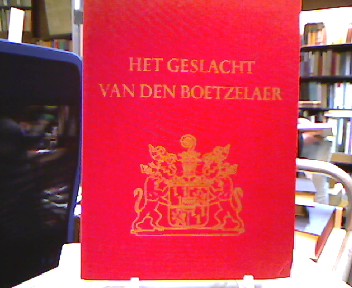 HET GESLACHT
VAN DEN BOETZELAER